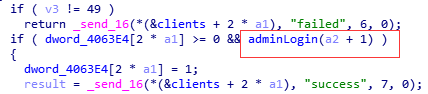 if ( v3 != 49 )
return _send_16(*(&clients + 2 * a1), "failed", 6, 0);
if ( dword_4063E4[2 * a1] >= 0 && adminLogin(a2 + 1) )
{
dword_4063E4[2 * a1] = 1;
result = _send_16(*(&clients + 2 * a1), "success", 7, 0);